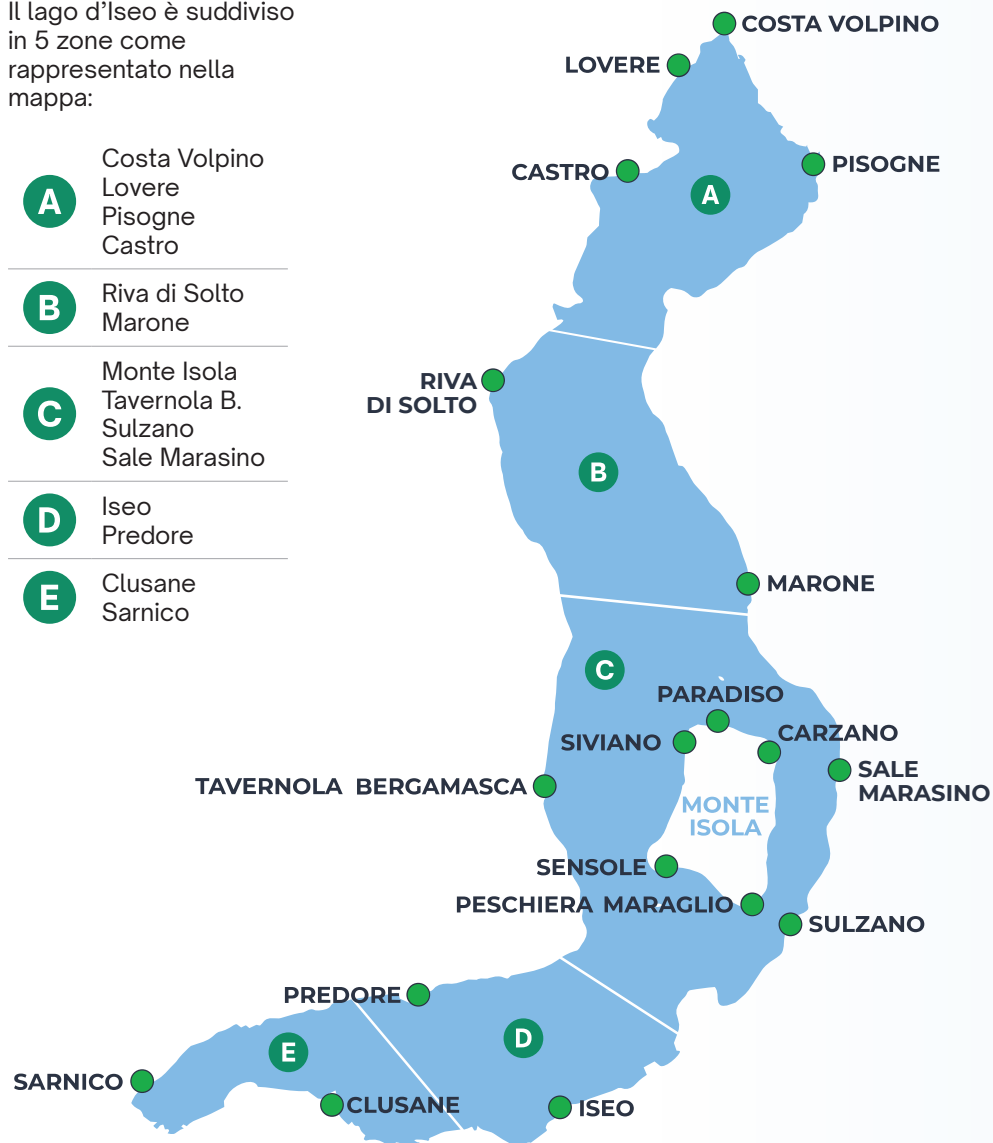 Il lago d’Iseo è suddiviso
in 5 zone come
rappresentato nella
mappa:
A
Costa Volpino
Lovere
Pisogne
Castro
B
Riva di Solto
Marone
C
Monte Isola
Tavernola B.
Sulzano
Sale Marasino
D
Iseo
Predore
E
Clusane
Sarnico
COSTA VOLPINO
LOVERE
CASTRO
PISOGNE
A
RIVA
DI SOLTO
B
MARONE
C
PARADISO
SIVIANO
CARZANO
SALE
MARASINO
TAVERNOLA BERGAMASCA
MONTE
ISOLA
SENSOLE
PESCHIERA MARAGLIO
SULZANO
PREDORE
D
E
SARNICO
CLUSANE
ISEO